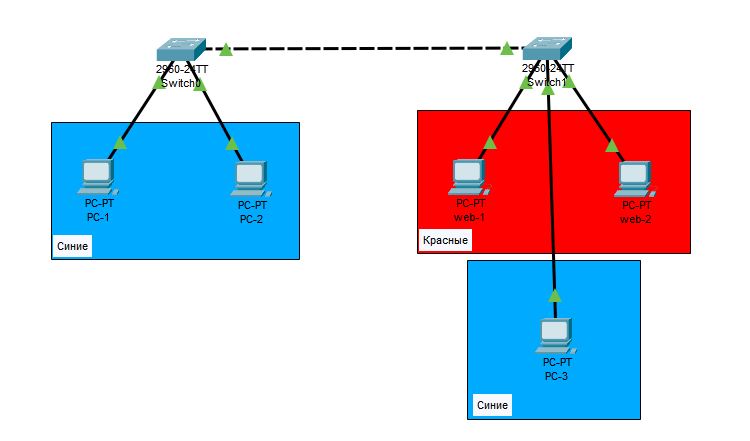 2960-24TT
Switch0
2960-24TT
Switch1
PC-PT
PC-1
PC-PT
PC-2
Синие
PC-PT
web-1
PC-PT
web-2
Красные
PC-PT
PC-3
Синие